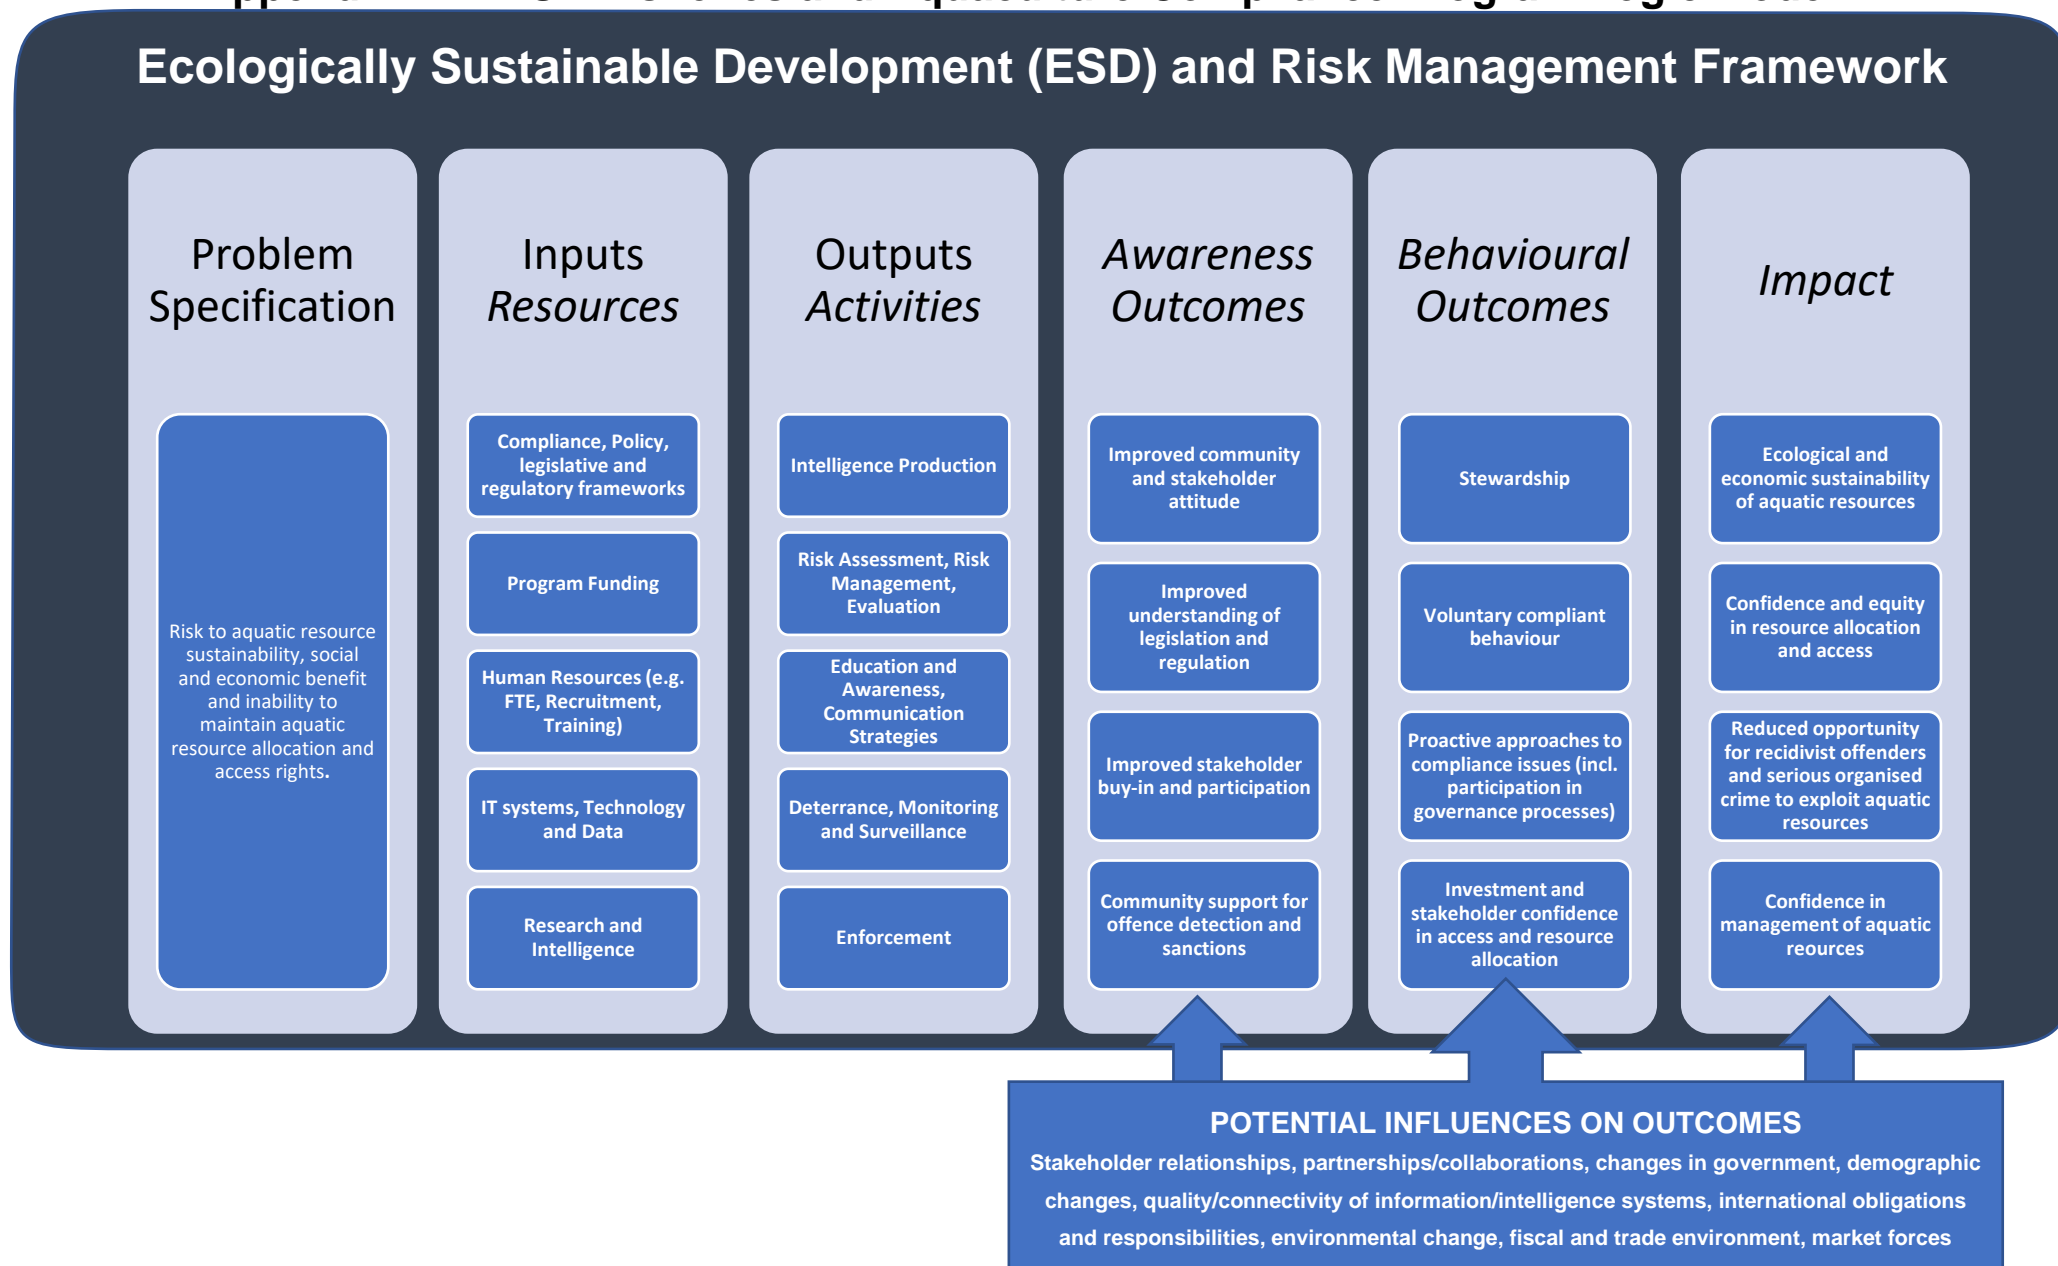 Ecologically Sustainable Development (ESD) and Risk Management Framework
Problem
Specification
Risk to aquatic resource
sustainability, social
and economic benefit
and inability to
maintain aquatic
resource allocation and
access rights.
Inputs
Resources
Compliance, Policy,
legislative and
regulatory frameworks
Program Funding
Human Resources (e.g.
FTE, Recruitment,
Training)
IT systems, Technology
and Data
Research and
Intelligence
Outputs
Activities
Intelligence Production
Risk Assessment, Risk
Management,
Evaluation
Education and
Awareness,
Communication
Strategies
Deterrance, Monitoring
and Surveillance
Enforcement
Awareness
Outcomes
Improved community
and stakeholder
attitude
Improved
understanding of
legislation and
regulation
Improved stakeholder
buy-in and participation
Community support for
offence detection and
sanctions
Behavioural
Outcomes
Stewardship
Voluntary compliant
behaviour
Proactive approaches to
compliance issues (incl.
participation in
governance processes)
Investment and
stakeholder confidence
in access and resource
allocation
Impact
Ecological and
economic sustainability
of aquatic resources
Confidence and equity
in resource allocation
and access
Reduced opportunity
for recidivist offenders
and serious organised
crime to exploit aquatic
resources
Confidence in
management of aquatic
reources
POTENTIAL INFLUENCES ON OUTCOMES
Stakeholder relationships, partnerships/collaborations, changes in government, demographic
changes, quality/connectivity of information/intelligence systems, international obligations
and responsibilities, environmental change, fiscal and trade environment, market forces